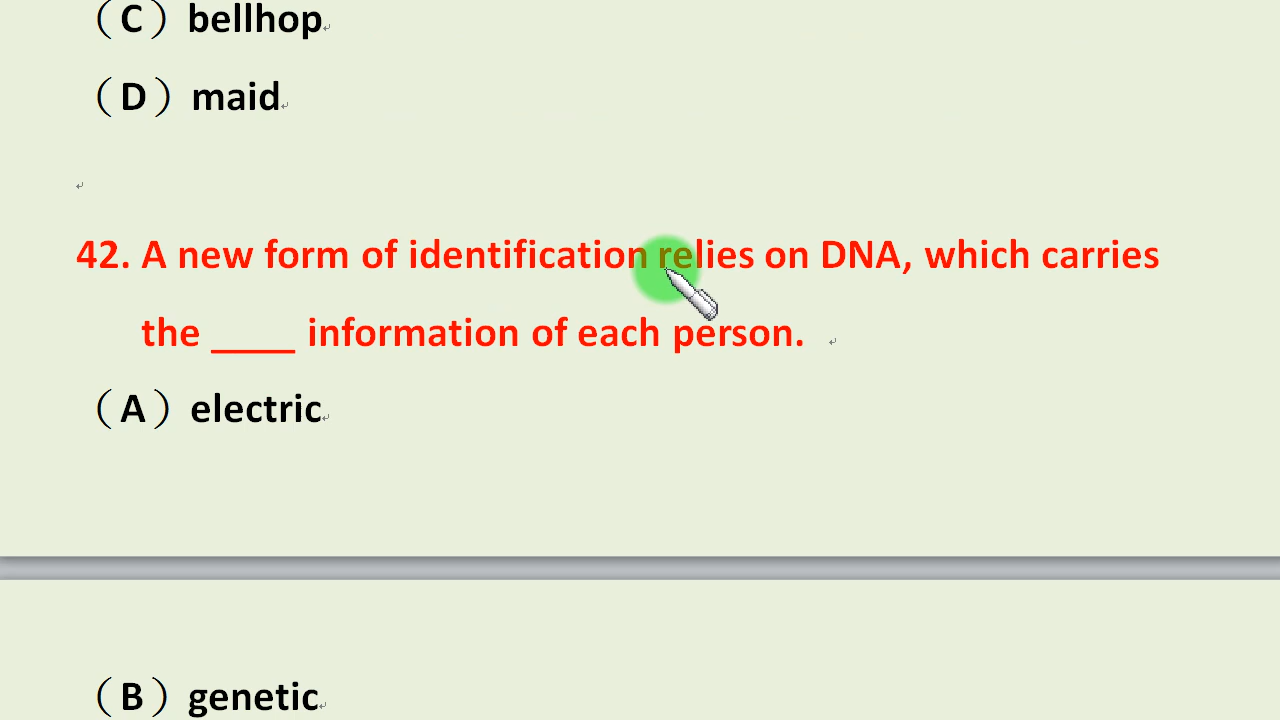 （C）bellhop
（D）maid
42. A new form of identification relies on DNA, which carries
the ____ information of each person.
（A）electric
（B）genetic